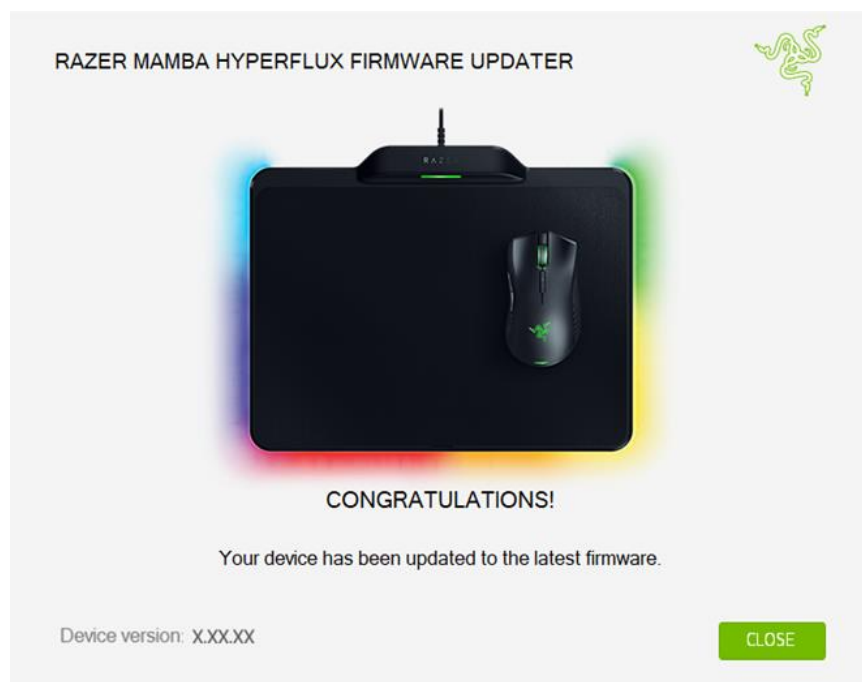 RAZER MAMBA HYPERFLUX FIRMWARE UPDATER
CONGRATULATIONS!
Your device has been updated to the latest firmware.
Device version: X.XX.XX
CLOSE